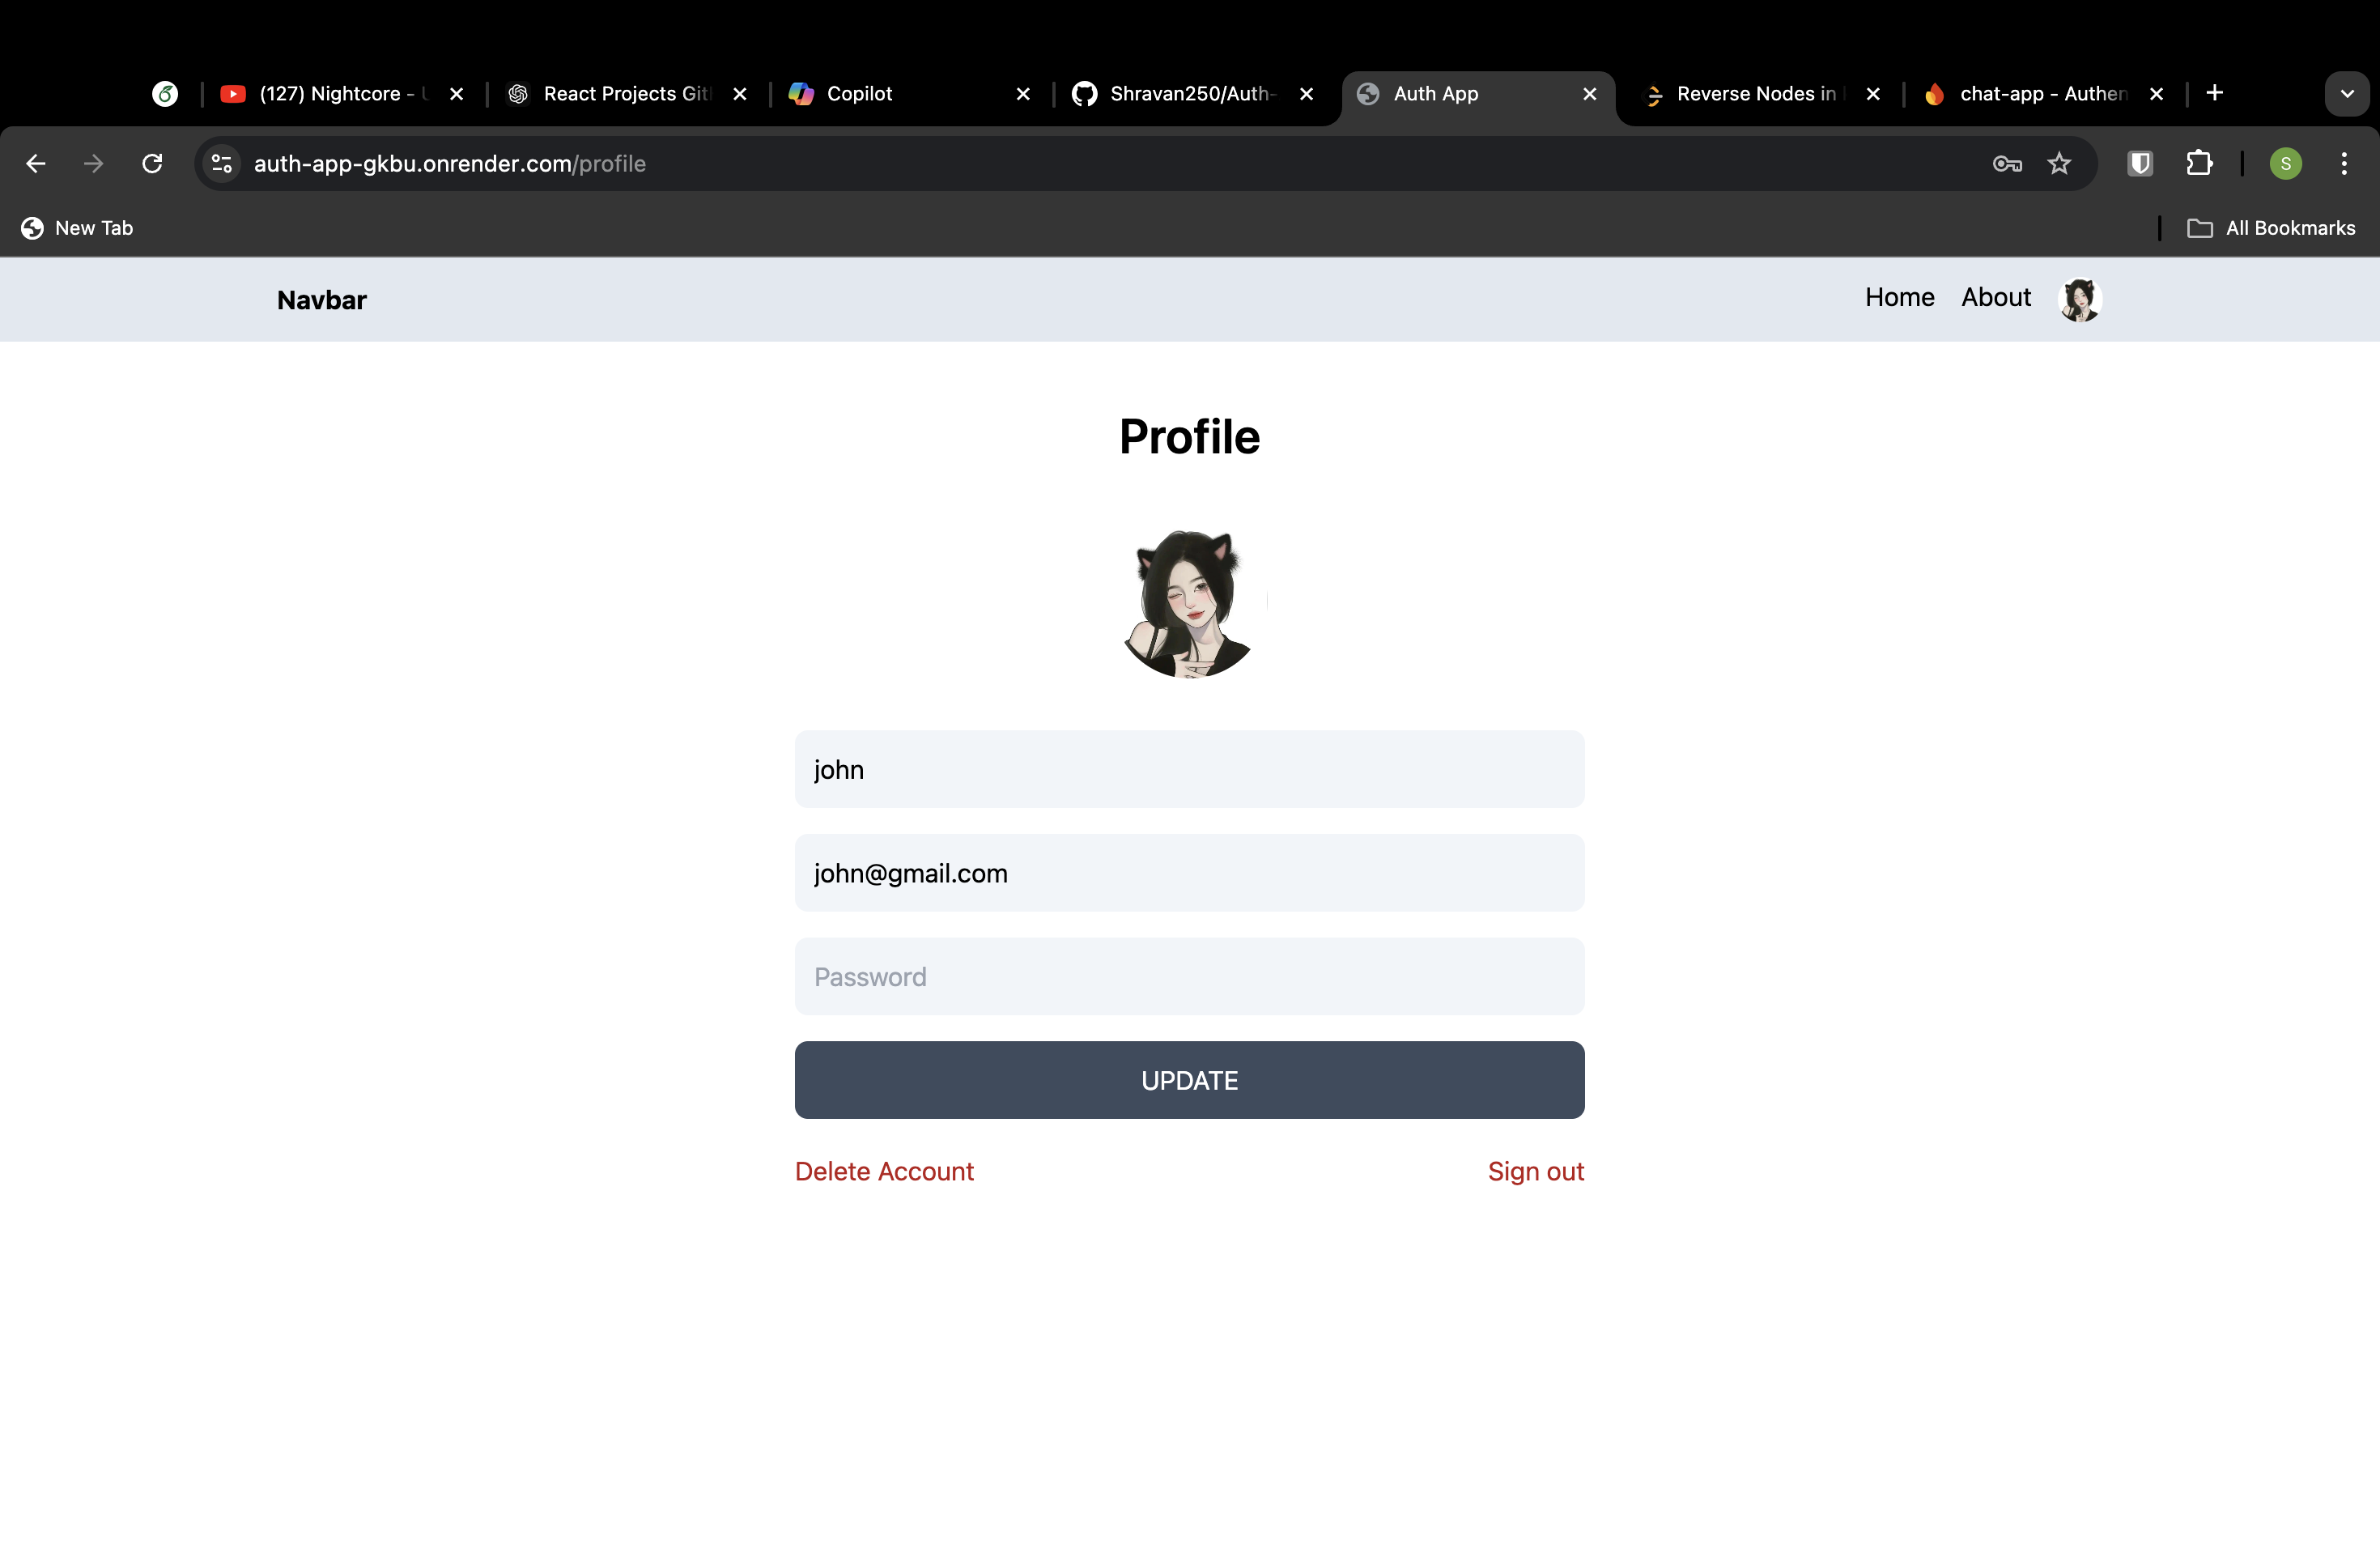 (127) Nightcore -
React Projects Git
Copilot
Shravan250/Auth-
Auth App
Reverse Nodes in
chat-app - Authen
auth-app-gkbu.onrender.com/profile
S
New Tab
All Bookmarks
Navbar
Home
About
Profile
john
john@gmail.com
Password
UPDATE
Delete Account
Sign out